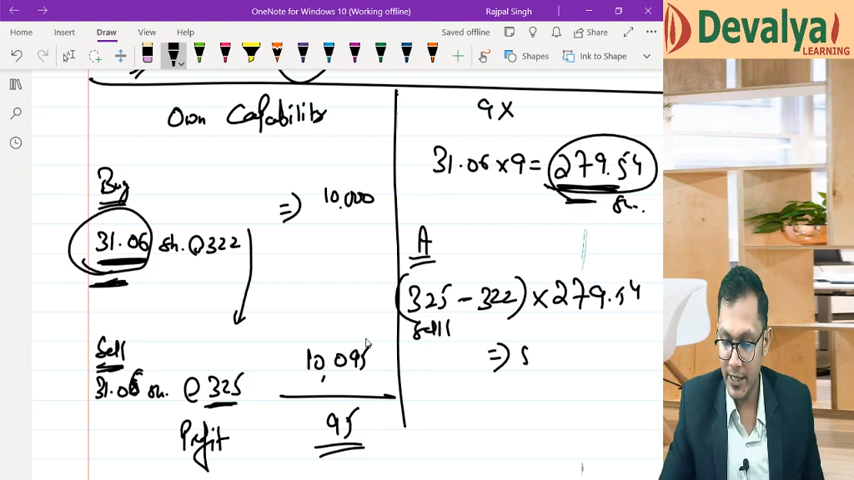 OneNote for Windows 10 (Working offline)
Rajpal Singh
Home
Insert
Draw
View
Help
Saved offline
Share
Shapes
Ink to Shape
Devalya
LEARNING
Own Capability
9X
31.06 × 9 = 279.54
sh.
Buy
=> 10,000
31.06 sh. @322
A
(325 - 322) × 279.54
Sell
=>
Sell
10,095
31.06 sh. @ 325
Profit
95